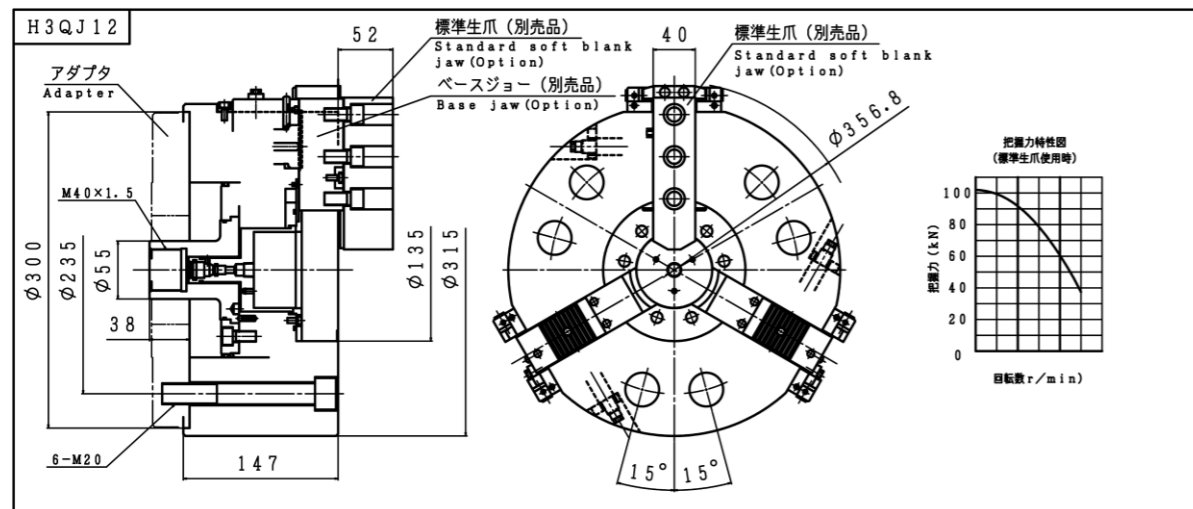 H3QJ12
アダプタ
Adapter
52
標準生爪（別売品）
Standard soft blank
jaw(Option)
ベースジョー（別売品）
Base jaw(Option)
M40×1.5
Φ300
Φ235
Φ55
38
Φ135
Φ315
6-M20
147
40
標準生爪（別売品）
Standard soft blank
jaw(Option)
Φ356.8
15°
15°
把握力特性図
（標準生爪使用時）
100
80
60
40
20
0
把握力（kN）
回転数r／min）